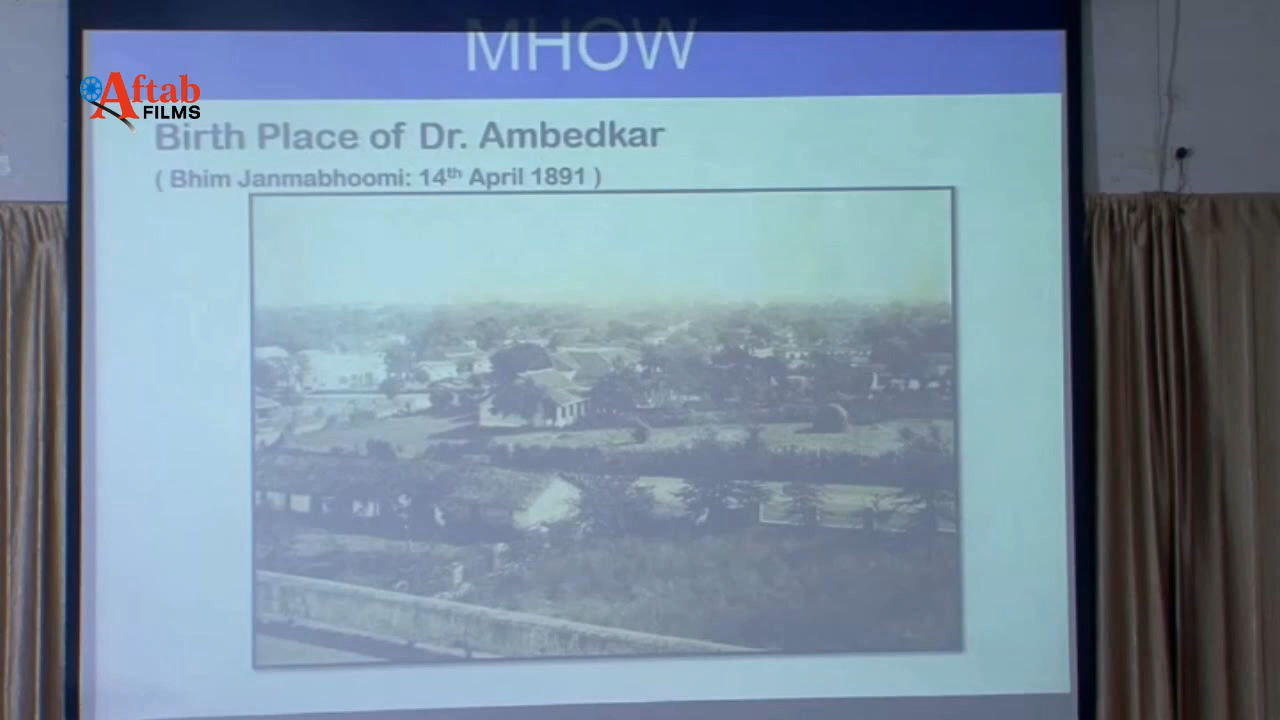 MHOW
Aftab
FILMS
Birth Place of Dr. Ambedkar
( Bhim Janmabhoomi: 14th April 1891 )